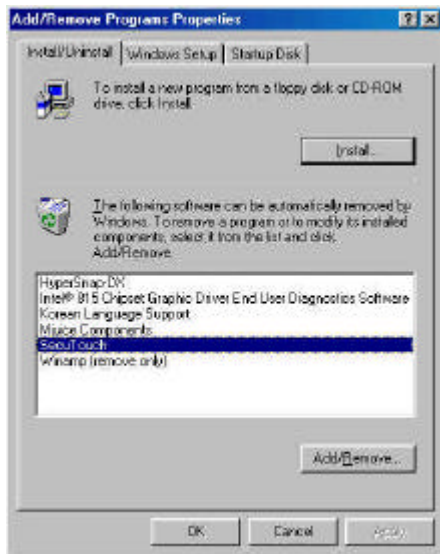 Add/Remove Programs Properties
Install/Uninstall Windows Setup Startup Disk
To install a new program from a floppy disk or CD-ROM
drive, click Install.
Install...
The following software can be automatically removed by
Windows. To remove a program or to modify its installed
components, select it from the list and click
Add/Remove.
HyperSnap-DX
Intel® 815 Chipset Graphic Driver End User Diagnostics Software
Korean Language Support
Components
SecuTouch
Winamp (remove only)
Add/Remove...
OK Cancel Apply